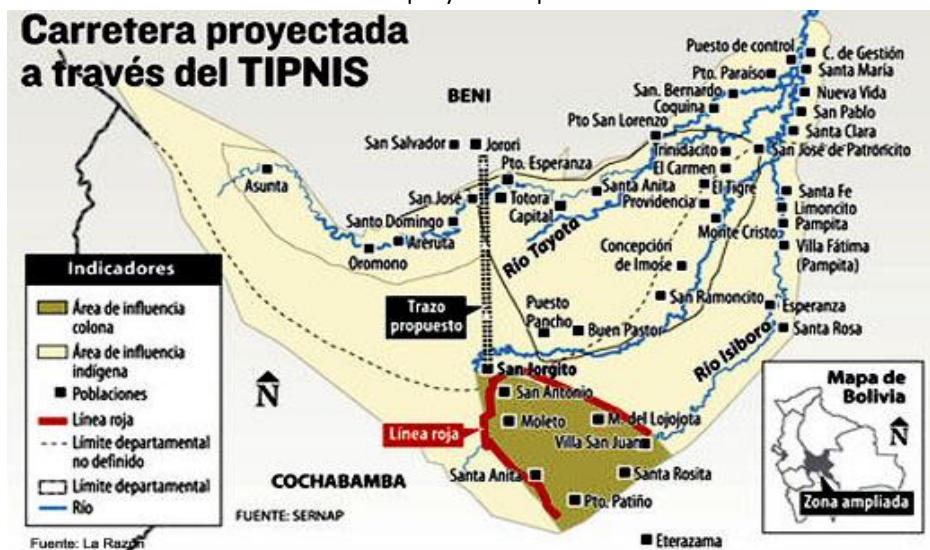 Carretera proyectada
a través del TIPNIS
BENI
Puesto de control
C. de Gestión
Pto. Paraíso
Santa María
San. Bernardo
Nueva Vida
Coquina
San Pablo
Pto San Lorenzo
Santa Clara
San Salvador
Jorori
Trinidacito
San José de Patrocito
Pto. Esperanza
El Carmen
Asunta
El Tigre
Santa Anita
Santa Fe
San José
Totora
Providencia
Limoncito
Capital
Santo Domingo
Pampita
Areruta
Monte Cristo
Río Tayota
Concepción
de Imose
Villa Fátima
(Pampita)
Oromono
Indicadores
Área de influencia
colona
Área de influencia
indígena
Poblaciones
Línea roja
Límite departamental
no definido
Límite departamental
Río
Trazo
propuesto
Puesto
Pancho
San Ramoncito
Esperanza
Buen Pastor
Santa Rosa
Río Isiboro
San Jorgito
N
San Antonio
Moleto
M. del Lojojota
Línea roja
Villa San Juan
Santa Anita
Santa Rosita
COCHABAMBA
Pto. Patiño
FUENTE: SERNAP
Eterazama
Mapa de
Bolivia
N
Zona ampliada
Fuente: La Razón